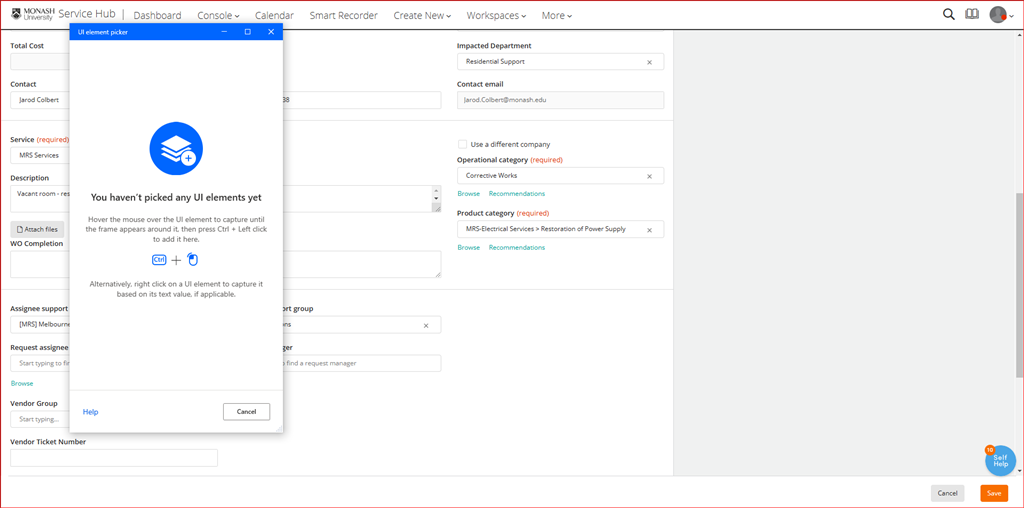 MONASH
University
Service Hub
Dashboard
Console
Calendar
Smart Recorder
Create New
Workspaces
More
UI element picker
You haven't picked any UI elements yet
Hover the mouse over the UI element to capture until
the frame appears around it, then press Ctrl + Left click
to add it here.
Ctrl +
Alternatively, right click on a UI element to capture it
based on its text value, if applicable.
Help
Cancel
Total Cost
Impacted Department
Residential Support
Contact
Contact email
Jarod Colbert
38
Jarod.Colbert@monash.edu
Service (required)
Use a different company
MRS Services
Operational category (required)
Corrective Works
Description
Browse
Recommendations
Vacant room - res
Product category (required)
Attach files
MRS-Electrical Services > Restoration of Power Supply
WO Completion
Browse
Recommendations
Assignee support
rt group
[MRS] Melbourne
ns
Request assignee
ger
Start typing to fin
find a request manager
Browse
Vendor Group
Start typing...
Vendor Ticket Number
10
Self
Help
Cancel
Save